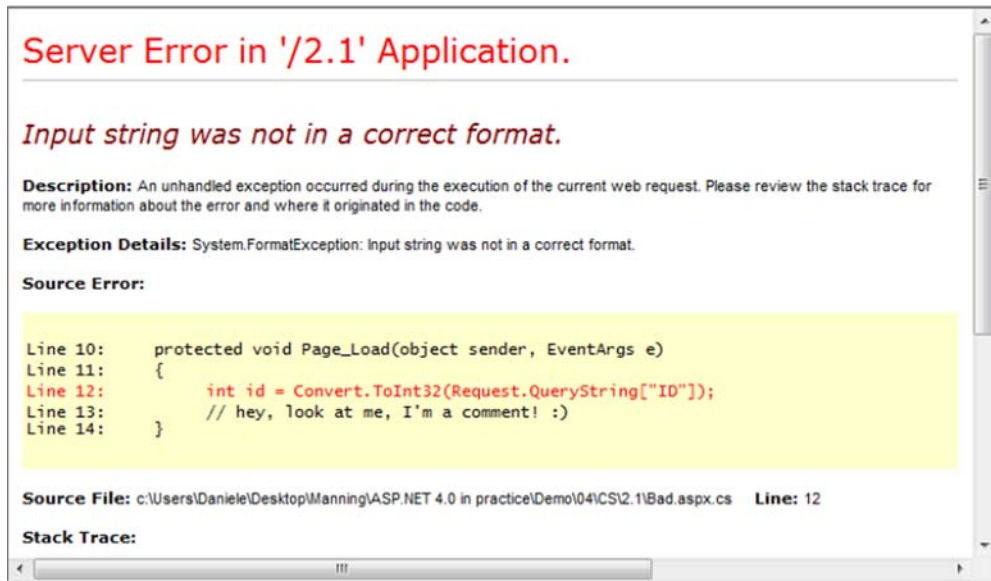 Server Error in '/2.1' Application.
Input string was not in a correct format.
Description: An unhandled exception occurred during the execution of the current web request. Please review the stack trace for
more information about the error and where it originated in the code.
Exception Details: System.FormatException: Input string was not in a correct format.
Source Error:
Line 10:     protected void Page_Load(object sender, EventArgs e)
Line 11:     {
Line 12:         int id = Convert.ToInt32(Request.QueryString["ID"]);
Line 13:         // hey, look at me, I'm a comment! :)
Line 14:     }
Source File: c:\Users\Daniele\Desktop\Manning\ASP.NET 4.0 in practice\Demo\04\CS\2.1\Bad.aspx.cs    Line: 12
Stack Trace: